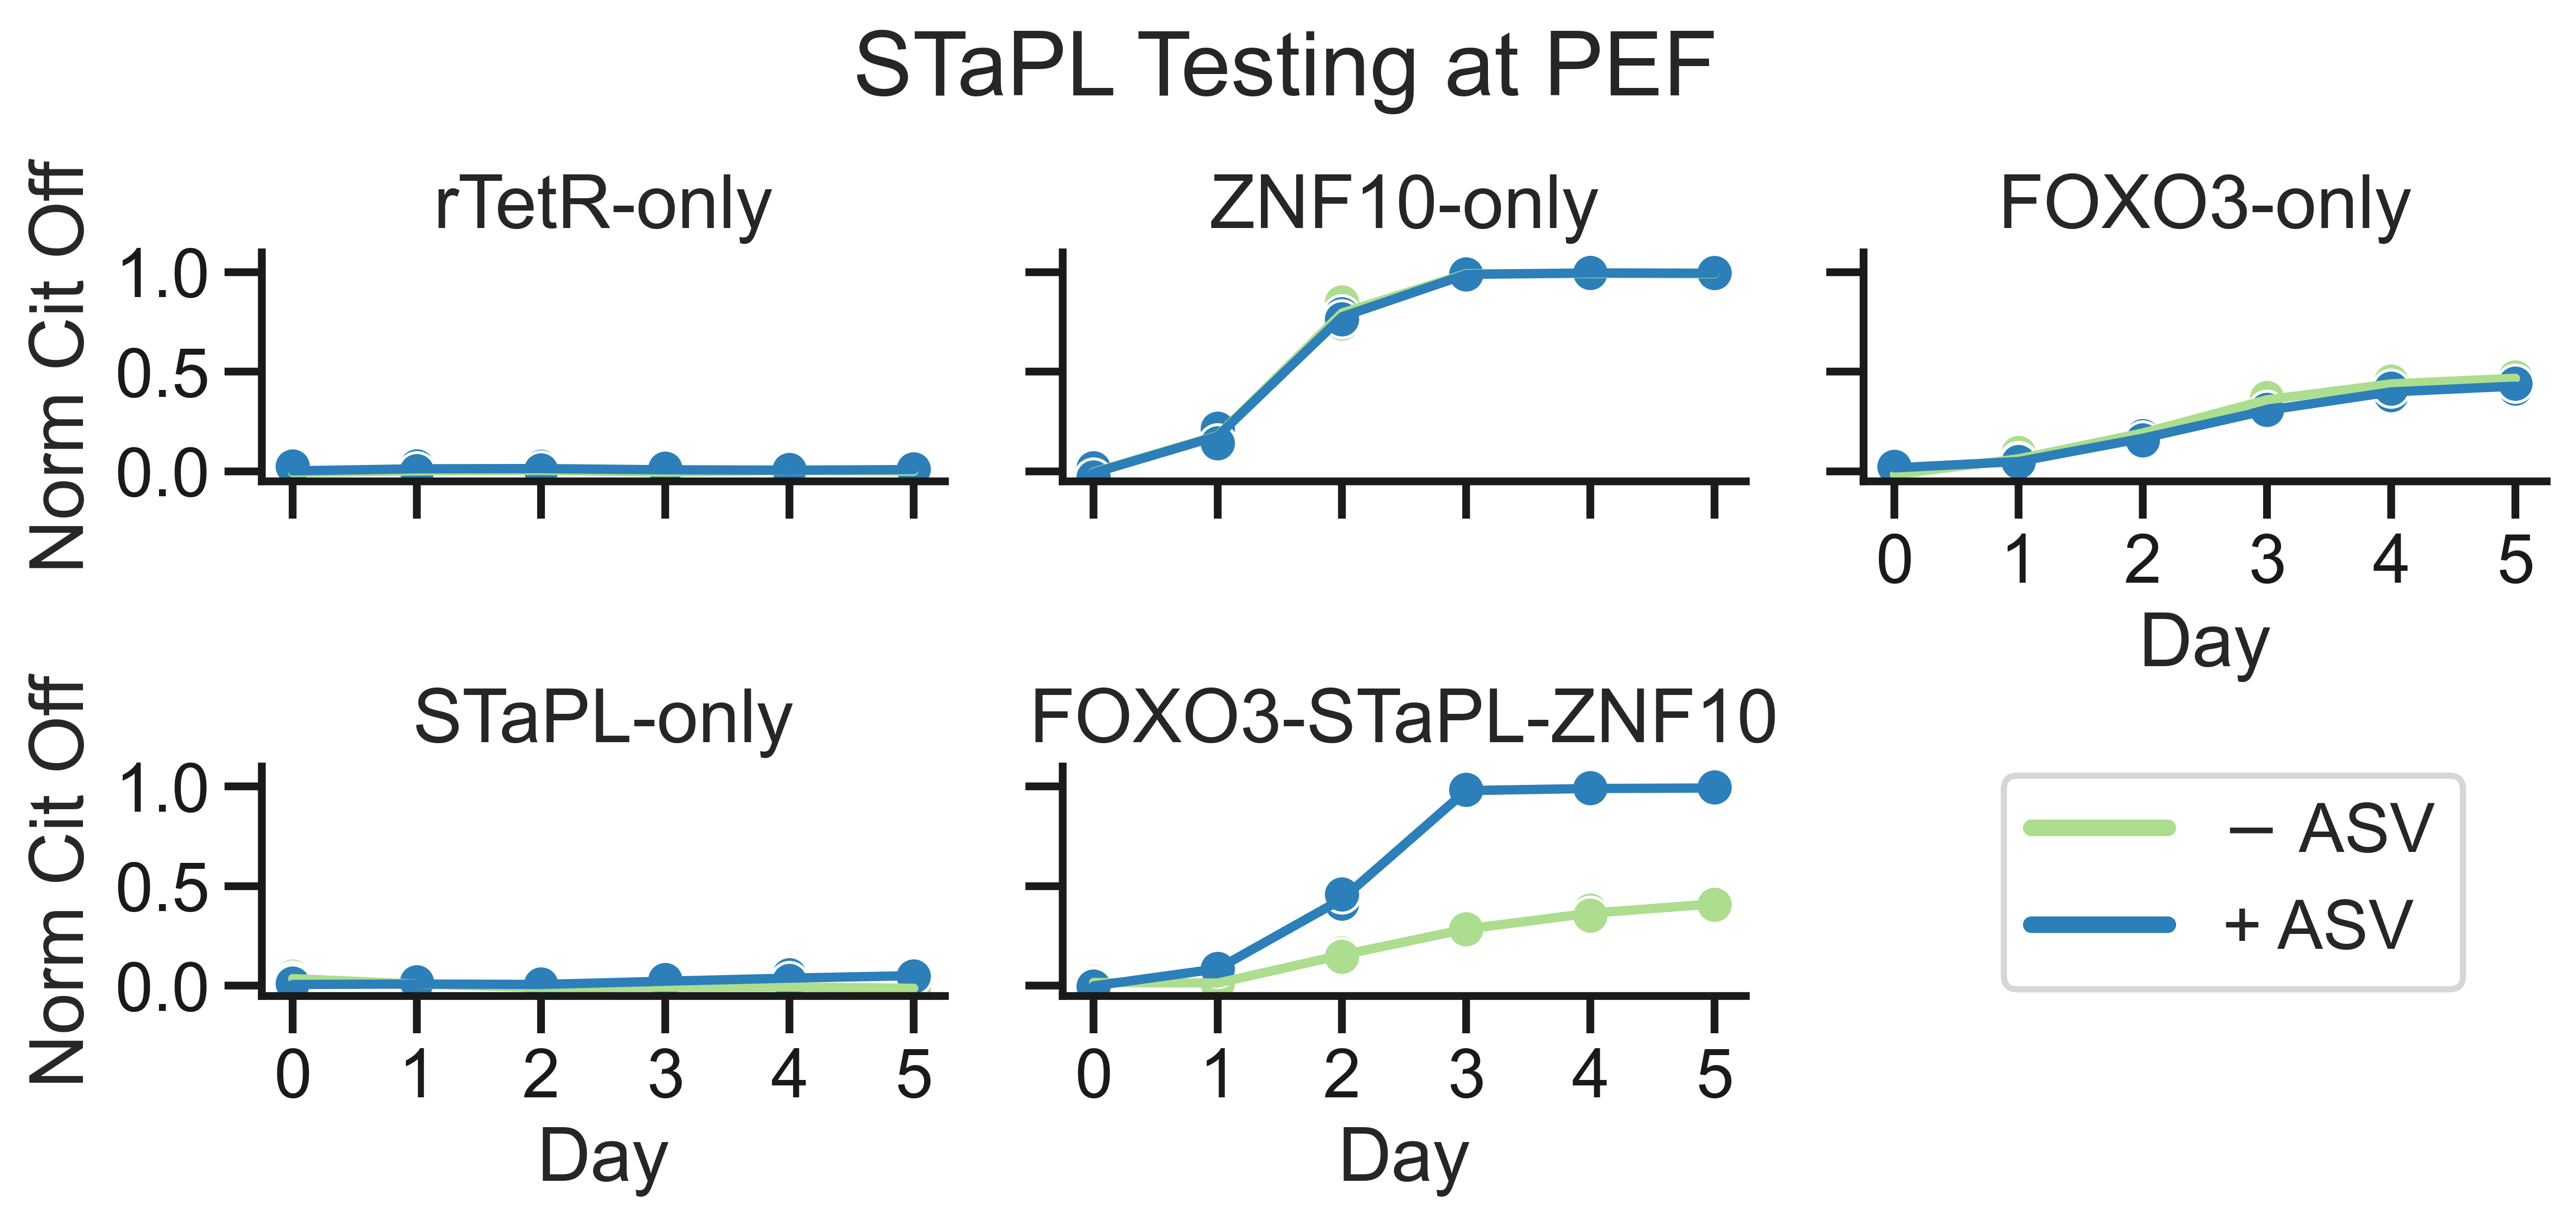 STaPL Testing at PEF
rTetR-only
ZNF10-only
FOXO3-only
Norm Cit Off
1.0
0.5
0.0
0 1 2 3 4 5
Day
STaPL-only
FOXO3-STaPL-ZNF10
Norm Cit Off
1.0
0.5
0.0
0 1 2 3 4 5
Day
0 1 2 3 4 5
Day
− ASV
+ ASV